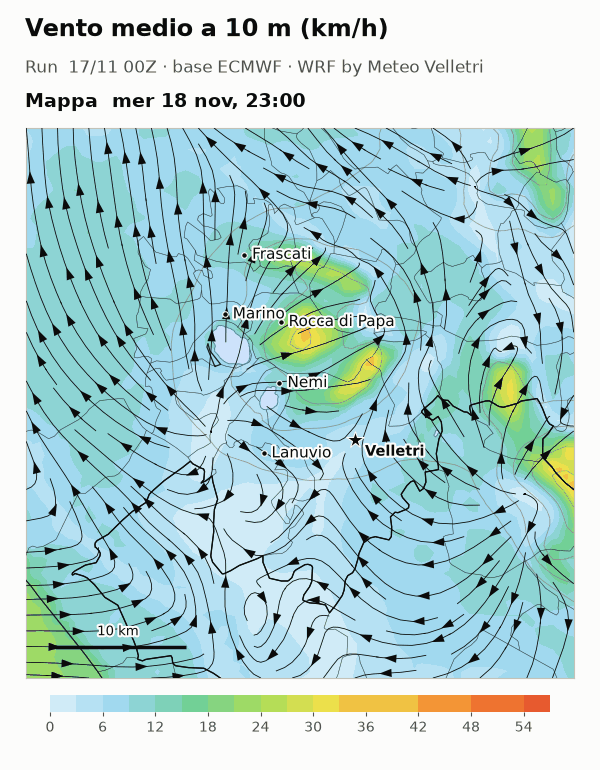 Vento medio a 10 m (km/h)
Run  17/11 00Z · base ECMWF · WRF by Meteo Velletri
Mappa  mer 18 nov, 23:00
Frascati
Marino
Rocca di Papa
Nemi
Velletri
Lanuvio
10 km
0 6 12 18 24 30 36 42 48 54